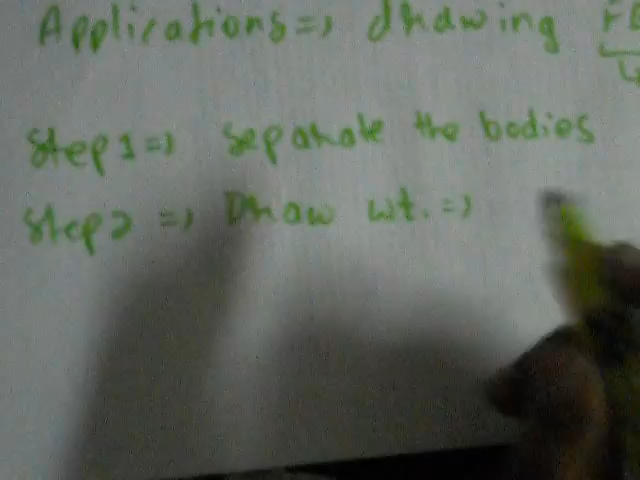 Applications => drawing
Step 1 => Separate the bodies
Step 2 => Draw wt. =>